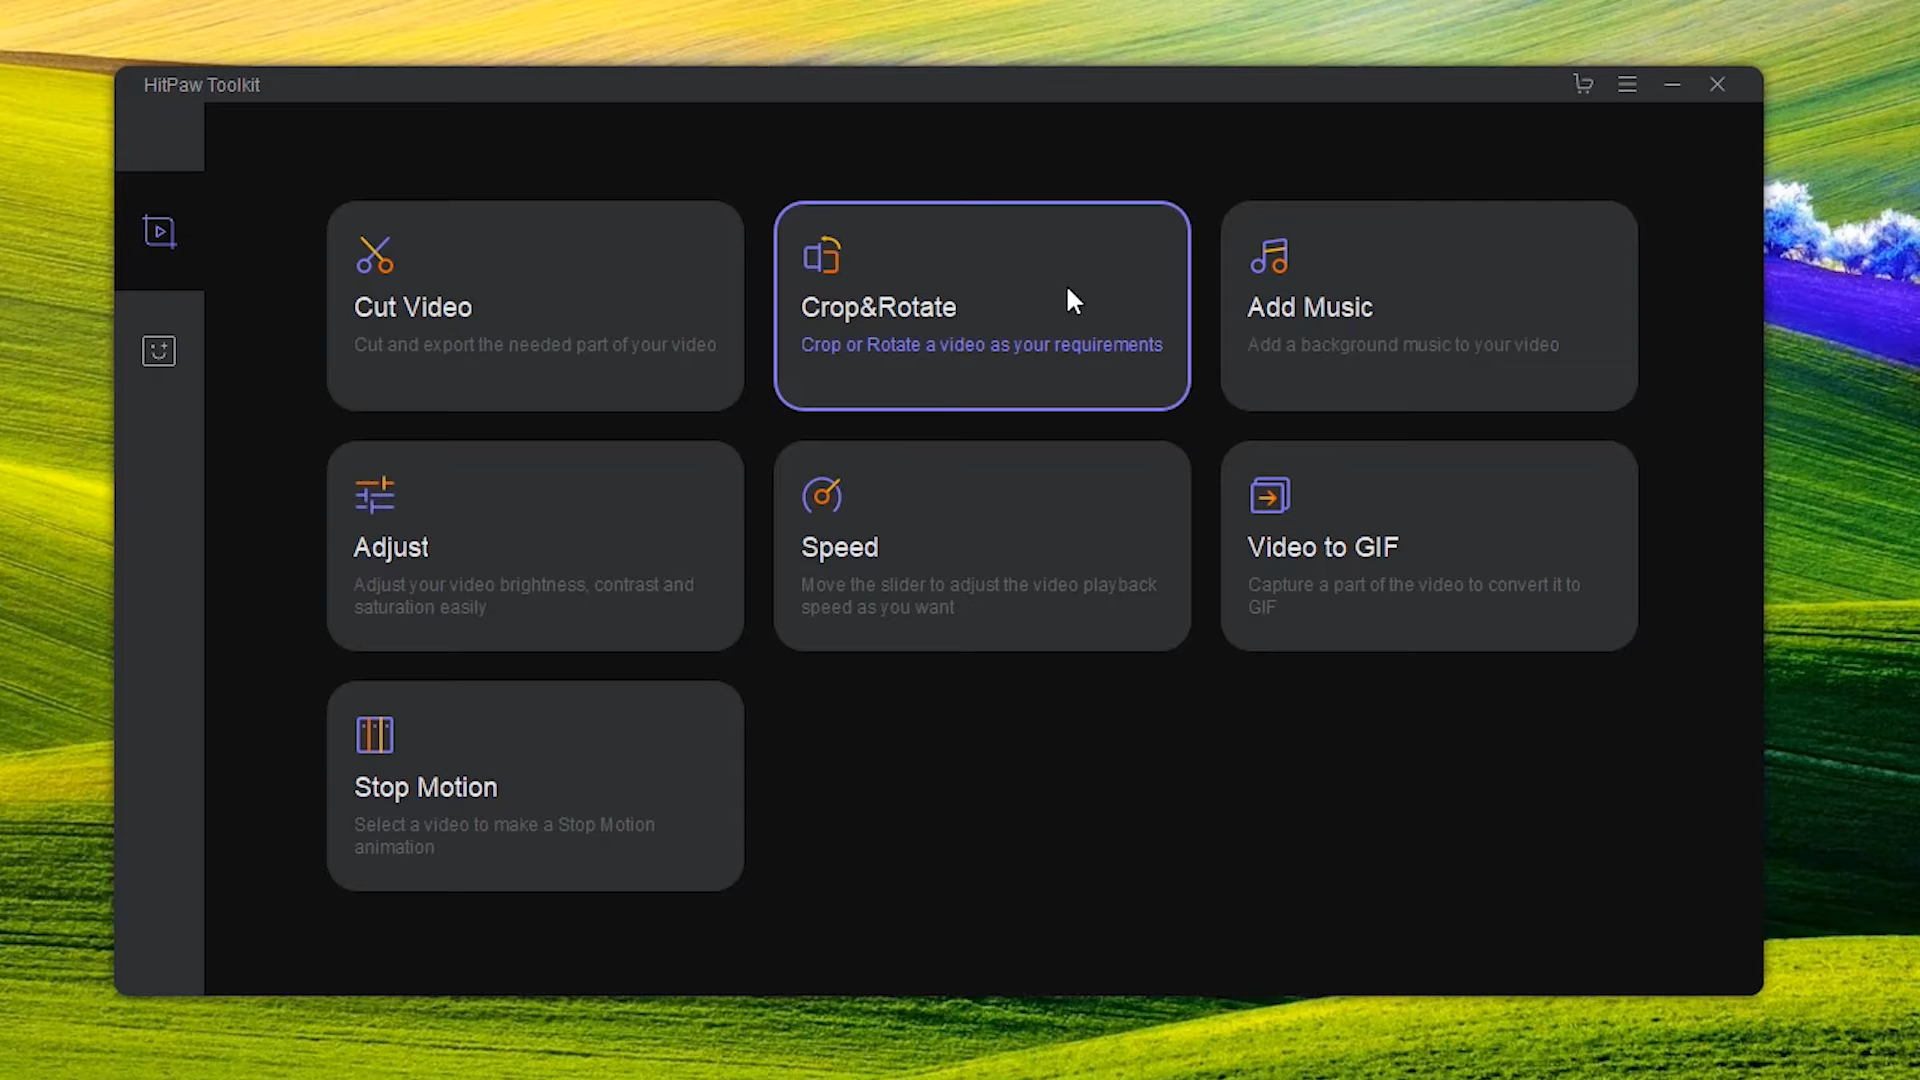 HitPaw Toolkit
Cut Video
Cut and export the needed part of your video
Crop&Rotate
Crop or Rotate a video as your requirements
Add Music
Add a background music to your video
Adjust
Adjust your video brightness, contrast and
saturation easily
Speed
Move the slider to adjust the video playback
speed as you want
Video to GIF
Capture a part of the video to convert it to
GIF
Stop Motion
Select a video to make a Stop Motion
animation